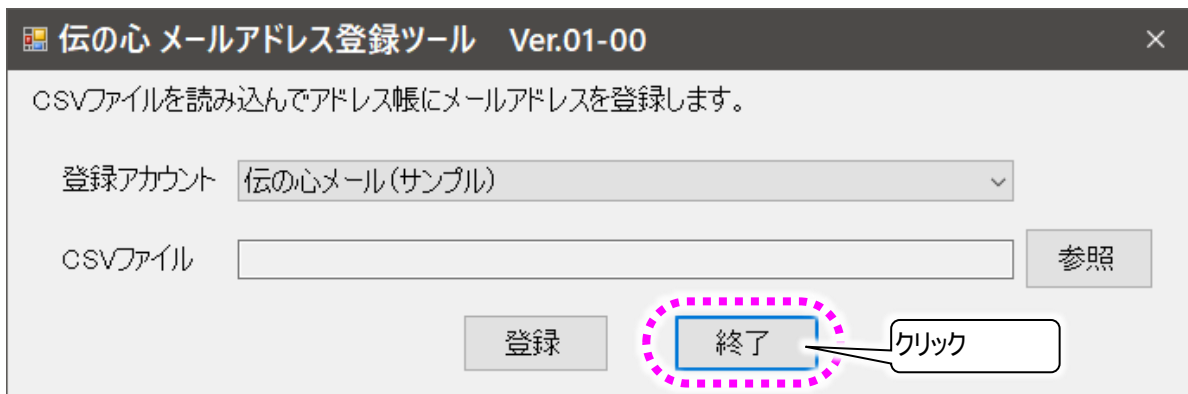 伝の心 メールアドレス登録ツール　Ver.01-00
CSVファイルを読み込んでアドレス帳にメールアドレスを登録します。
登録アカウント 伝の心メール(サンプル)
CSVファイル 参照
登録 終了 クリック